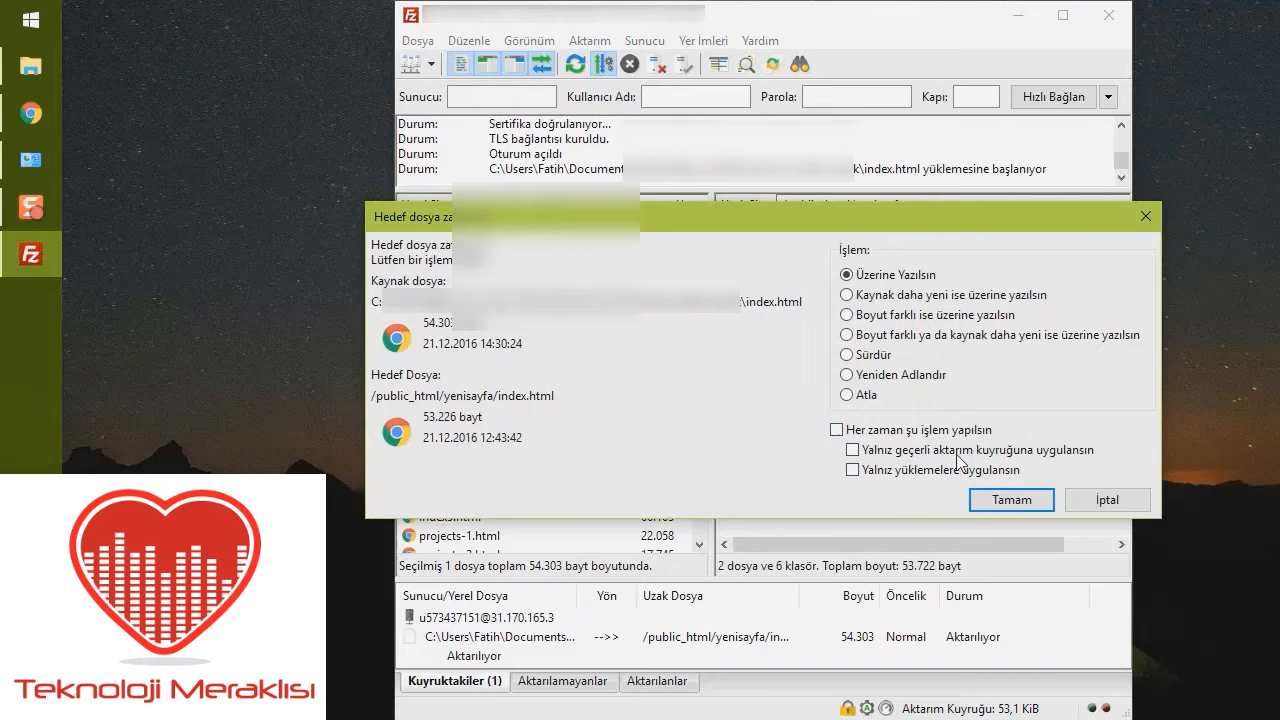 Dosya Düzenle Görünüm Aktarım Sunucu Yer İmleri Yardım
Sunucu: Kullanıcı Adı: Parola: Kapı: Hızlı Bağlan
Durum: Sertifika doğrulanıyor...
Durum: TLS bağlantısı kuruldu.
Durum: Oturum açıldı
Durum: C:\Users\Fatih\Document k\index.html yüklemesine başlanıyor
Hedef dosya za
Hedef dosya za
Lütfen bir işlem
Kaynak dosya:
C: \index.html
54.303
21.12.2016 14:30:24
Hedef Dosya:
/public_html/yenisayfa/index.html
53.226 bayt
21.12.2016 12:43:42
İşlem:
Üzerine Yazılsın
Kaynak daha yeni ise üzerine yazılsın
Boyut farklı ise üzerine yazılsın
Boyut farklı ya da kaynak daha yeni ise üzerine yazılsın
Sürdür
Yeniden Adlandır
Atla
Her zaman şu işlem yapılsın
Yalnız geçerli aktarım kuyruğuna uygulansın
Yalnız yüklemelere uygulansın
Tamam İptal
projects-1.html 22.058
Seçilmiş 1 dosya toplam 54.303 bayt boyutunda.
2 dosya ve 6 klasör. Toplam boyut: 53.722 bayt
Sunucu/Yerel Dosya Yön Uzak Dosya Boyut Öncelik Durum
u573437151@31.170.165.3
C:\Users\Fatih\Documents... -->> /public_html/yenisayfa/in... 54.303 Normal Aktarılıyor
Aktarılıyor
Kuyruktakiler (1) Aktarılamayanlar Aktarılanlar
Aktarım Kuyruğu: 53,1 KiB
Teknoloji Meraklısı